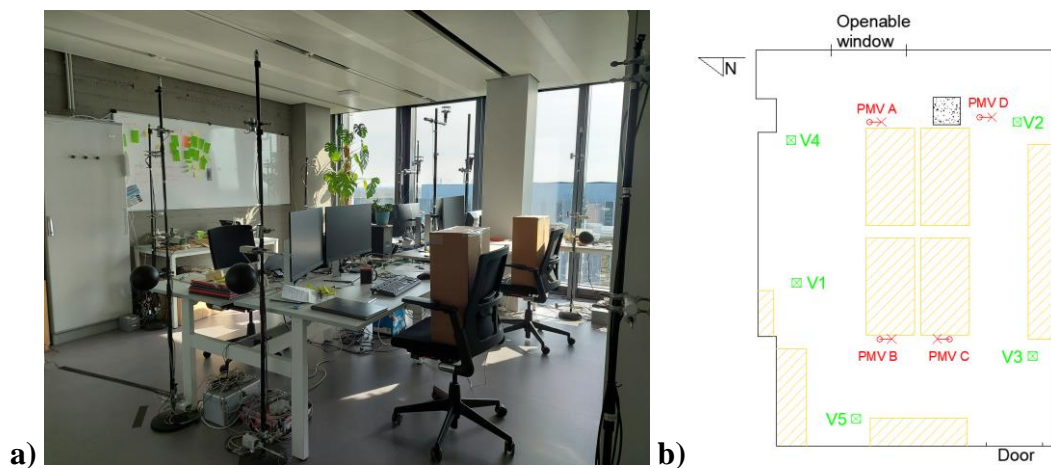 a)
b)
Openable
window
N
PMV A
PMV D
V2
V4
V1
PMV B
PMV C
V3
V5
Door